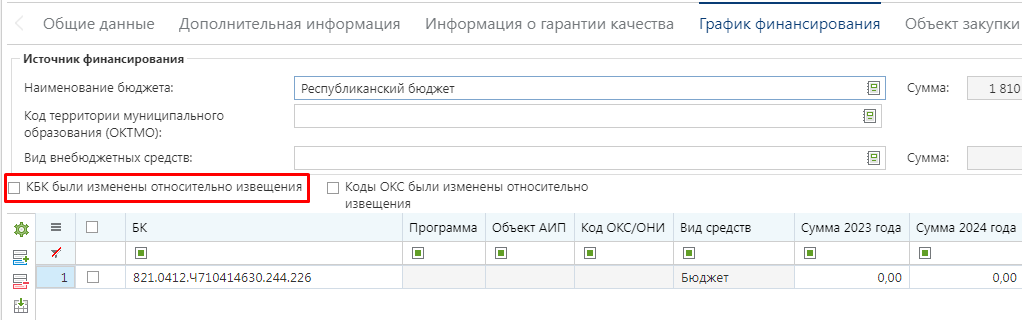 Общие данные Дополнительная информация Информация о гарантии качества График финансирования Объект закупки
Источник финансирования
Наименование бюджета: Республиканский бюджет Сумма: 1 810
Код территории муниципального
образования (ОКТМО):
Вид внебюджетных средств: Сумма:
КБК были изменены относительно извещения Коды ОКС были изменены относительно
извещения
БК Программа Объект АИП Код ОКС/ОНИ Вид средств Сумма 2023 года Сумма 2024 года
1 821.0412.Ч710414630.244.226 Бюджет 0,00 0,00